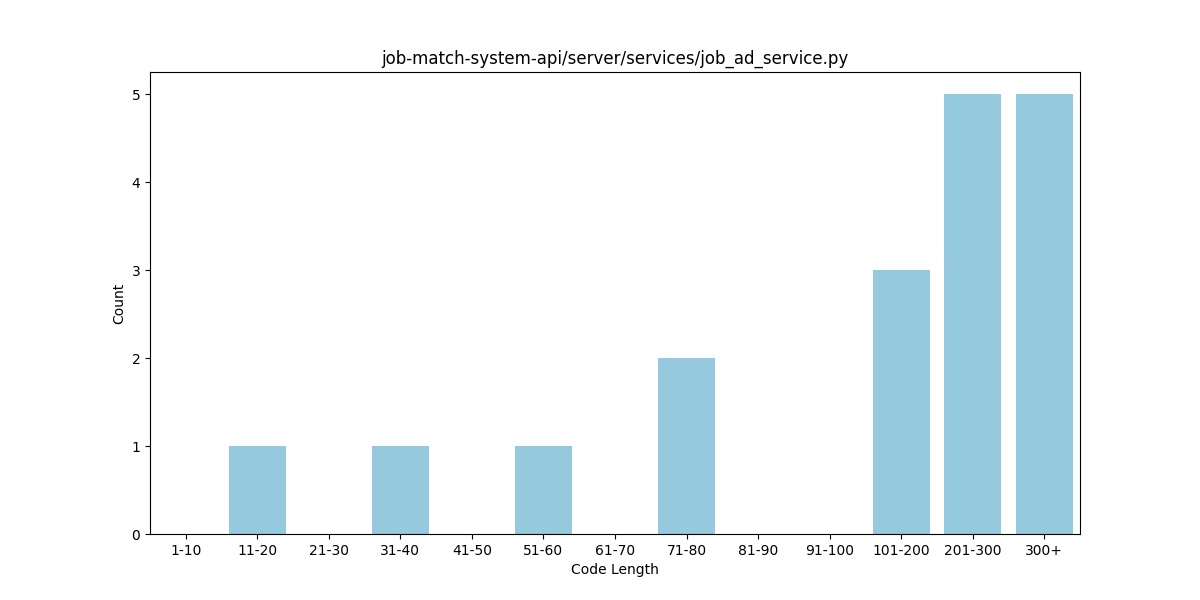 job-match-system-api/server/services/job_ad_service.py
5
4
3
2
1
0
Count
1-10 11-20 21-30 31-40 41-50 51-60 61-70 71-80 81-90 91-100 101-200 201-300 300+
Code Length